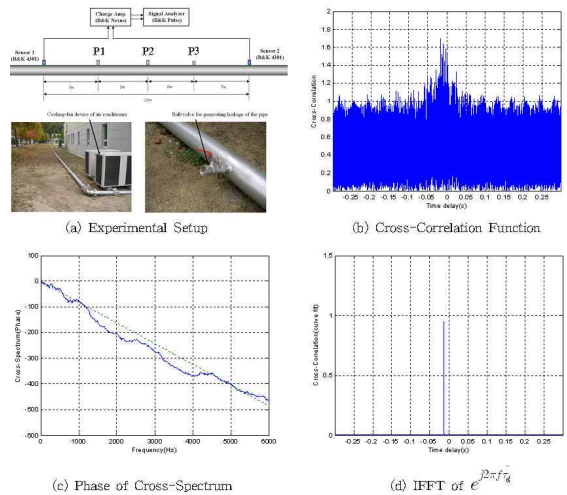 Charge Amp.
(B&K Nexus)
Signal Analyzer
(B&K Pulse)
Sensor 1
(B&K 4381)
P1
P2
P3
Sensor 2
(B&K 4381)
Cooling-fan device of air conditioner
Ball-valve for generating leakage of the pipe
(a) Experimental Setup
Cross-Correlation
2
1.8
1.6
1.4
1.2
1
0.8
0.6
0.4
0.2
0
-0.25 -0.2 -0.15 -0.1 -0.05 0 0.05 0.1 0.15 0.2 0.25
Time delay(s)
(b) Cross-Correlation Function
Cross-Spectrum(Phase)
100
0
-100
-200
-300
-400
-500
-600
0 1000 2000 3000 4000 5000 6000
Frequency(Hz)
(c) Phase of Cross-Spectrum
Cross-Correlation(curve fit)
1.5
1
0.5
0
-0.25 -0.2 -0.15 -0.1 -0.05 0 0.05 0.1 0.15 0.2 0.25
Time delay(s)
(d) IFFT of e^{j2πfτ̂_d}